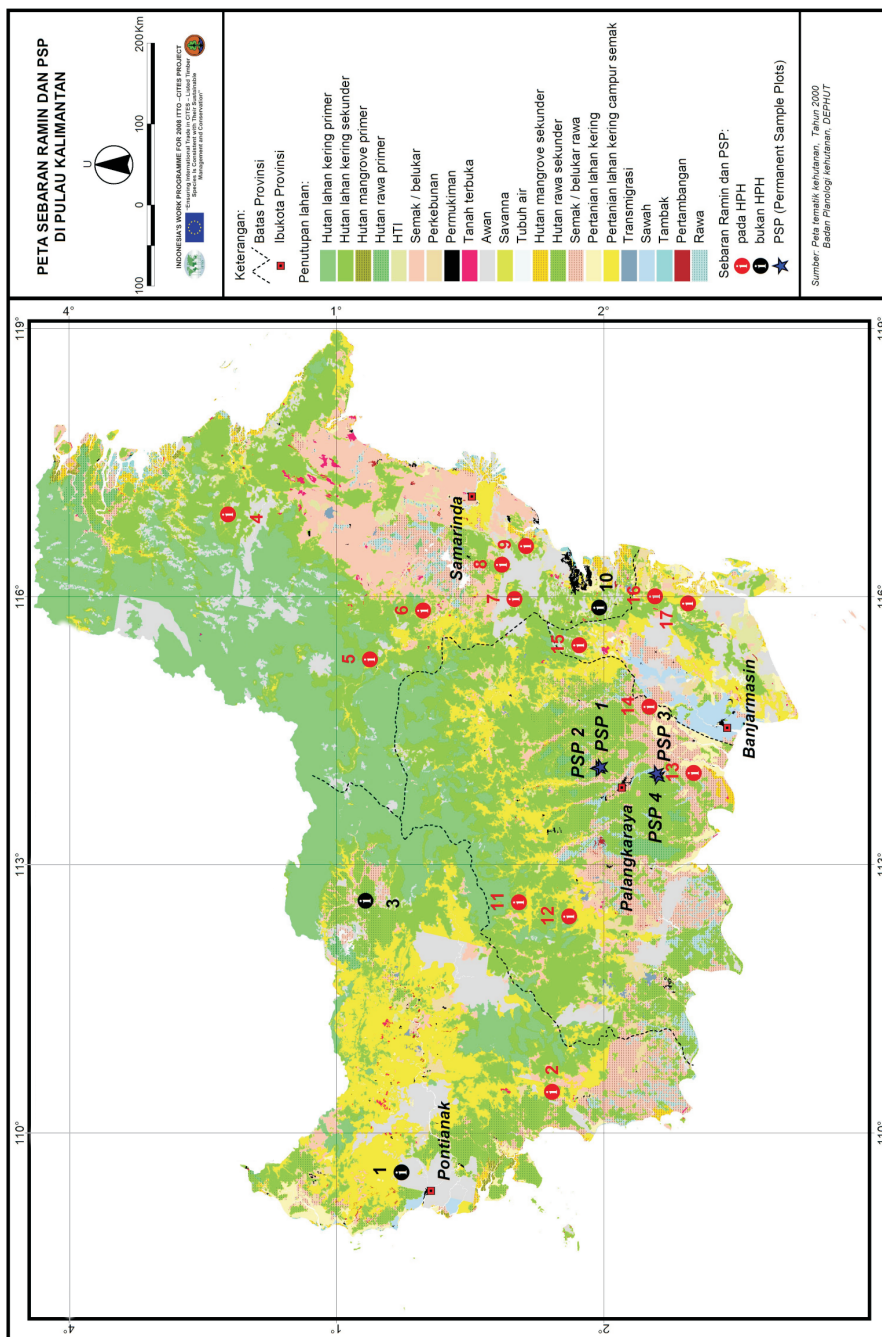 PETA SEBARAN RAMIN DAN PSP
DI PULAU KALIMANTAN
U
100
0
100
200Km
INDONESIA'S WORK PROGRAMME FOR 2008 ITTO -CITES PROJECT
"Ensuring International Trade in CITES – Listed Timber
Species Is Consistent with Their Sustainable
Management and Conservation"
Keterangan:
Batas Provinsi
Ibukota Provinsi
Penutupan lahan:
Hutan lahan kering primer
Hutan lahan kering sekunder
Hutan mangrove primer
Hutan rawa primer
HTI
Semak / belukar
Perkebunan
Permukiman
Tanah terbuka
Awan
Savanna
Tubuh air
Hutan mangrove sekunder
Hutan rawa sekunder
Semak / belukar rawa
Pertanian lahan kering
Pertanian lahan kering campur semak
Transmigrasi
Sawah
Tambak
Pertambangan
Rawa
Sebaran Ramin dan PSP:
pada HPH
bukan HPH
PSP (Permanent Sample Plots)
Sumber: Peta tematik kehutanan, Tahun 2000
Badan Planologi kehutanan, DEPHUT
110°
113°
116°
119°
4°
4°
1°
1°
2°
2°
110°
113°
116°
119°
1
Pontianak
2
3
4
5
6
7
8
9
Samarinda
10
11
12
15
16
17
PSP 2
PSP 1
14
Palangkaraya
PSP 4
PSP 3
13
Banjarmasin